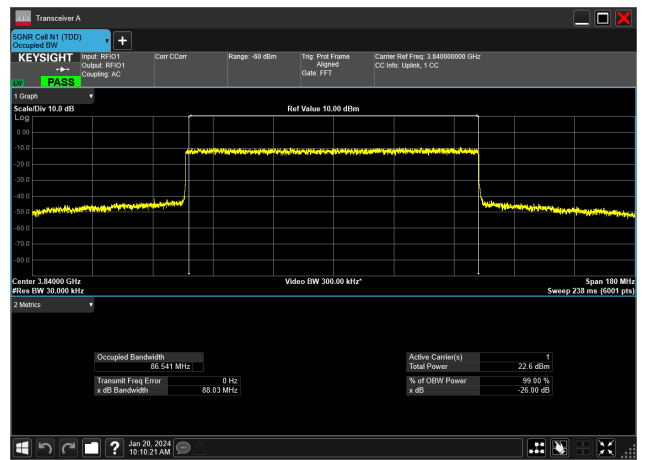 Transceiver A
5GNR Cell N1 (TDD)
Occupied BW
KEYSIGHT
LXI
PASS
Input: RFIO1
Output: RFIO1
Coupling: AC
Corr CCorr
Range: -60 dBm
Trig: Prot Frame
Aligned
Gate: FFT
Carrier Ref Freq: 3.840000000 GHz
CC Info: Uplink, 1 CC
1 Graph
Scale/Div 10.0 dB
Ref Value 10.00 dBm
Log
0.00
-10.0
-20.0
-30.0
-40.0
-50.0
-60.0
-70.0
-80.0
Center 3.84000 GHz
Video BW 300.00 kHz*
Span 180 MHz
#Res BW 30.000 kHz
Sweep 238 ms (6001 pts)
2 Metrics
Occupied Bandwidth
86.541 MHz
Transmit Freq Error 0 Hz
x dB Bandwidth 88.03 MHz
Active Carrier(s) 1
Total Power 22.6 dBm
% of OBW Power 99.00 %
x dB -26.00 dB
?
Jan 20, 2024
10:10:21 AM